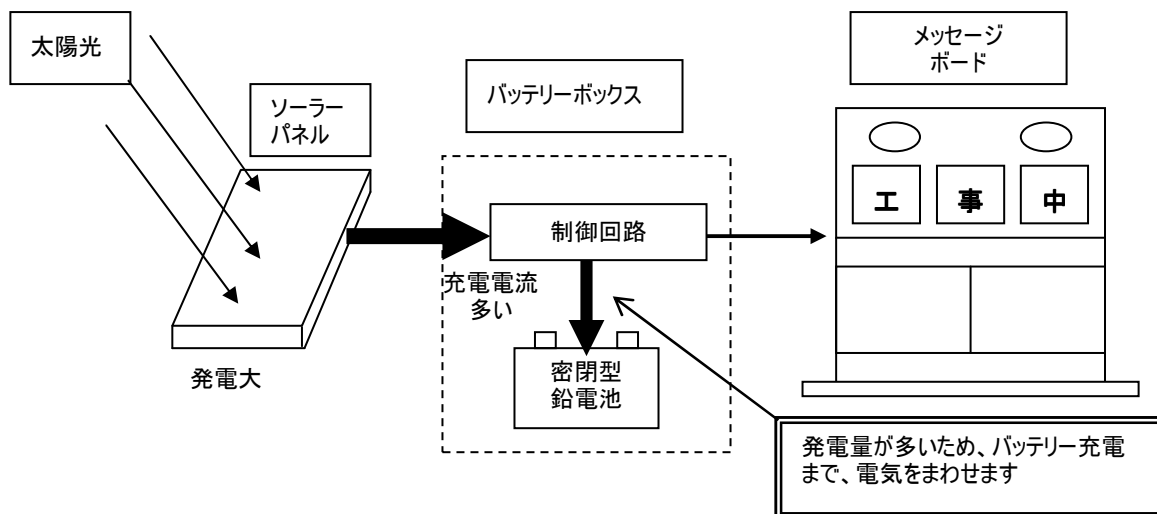 太陽光
ソーラー
パネル
バッテリーボックス
メッセージ
ボード
工 事 中
制御回路
充電電流
多い
密閉型
鉛電池
発電大
発電量が多いため、バッテリー充電
まで、電気をまわせます